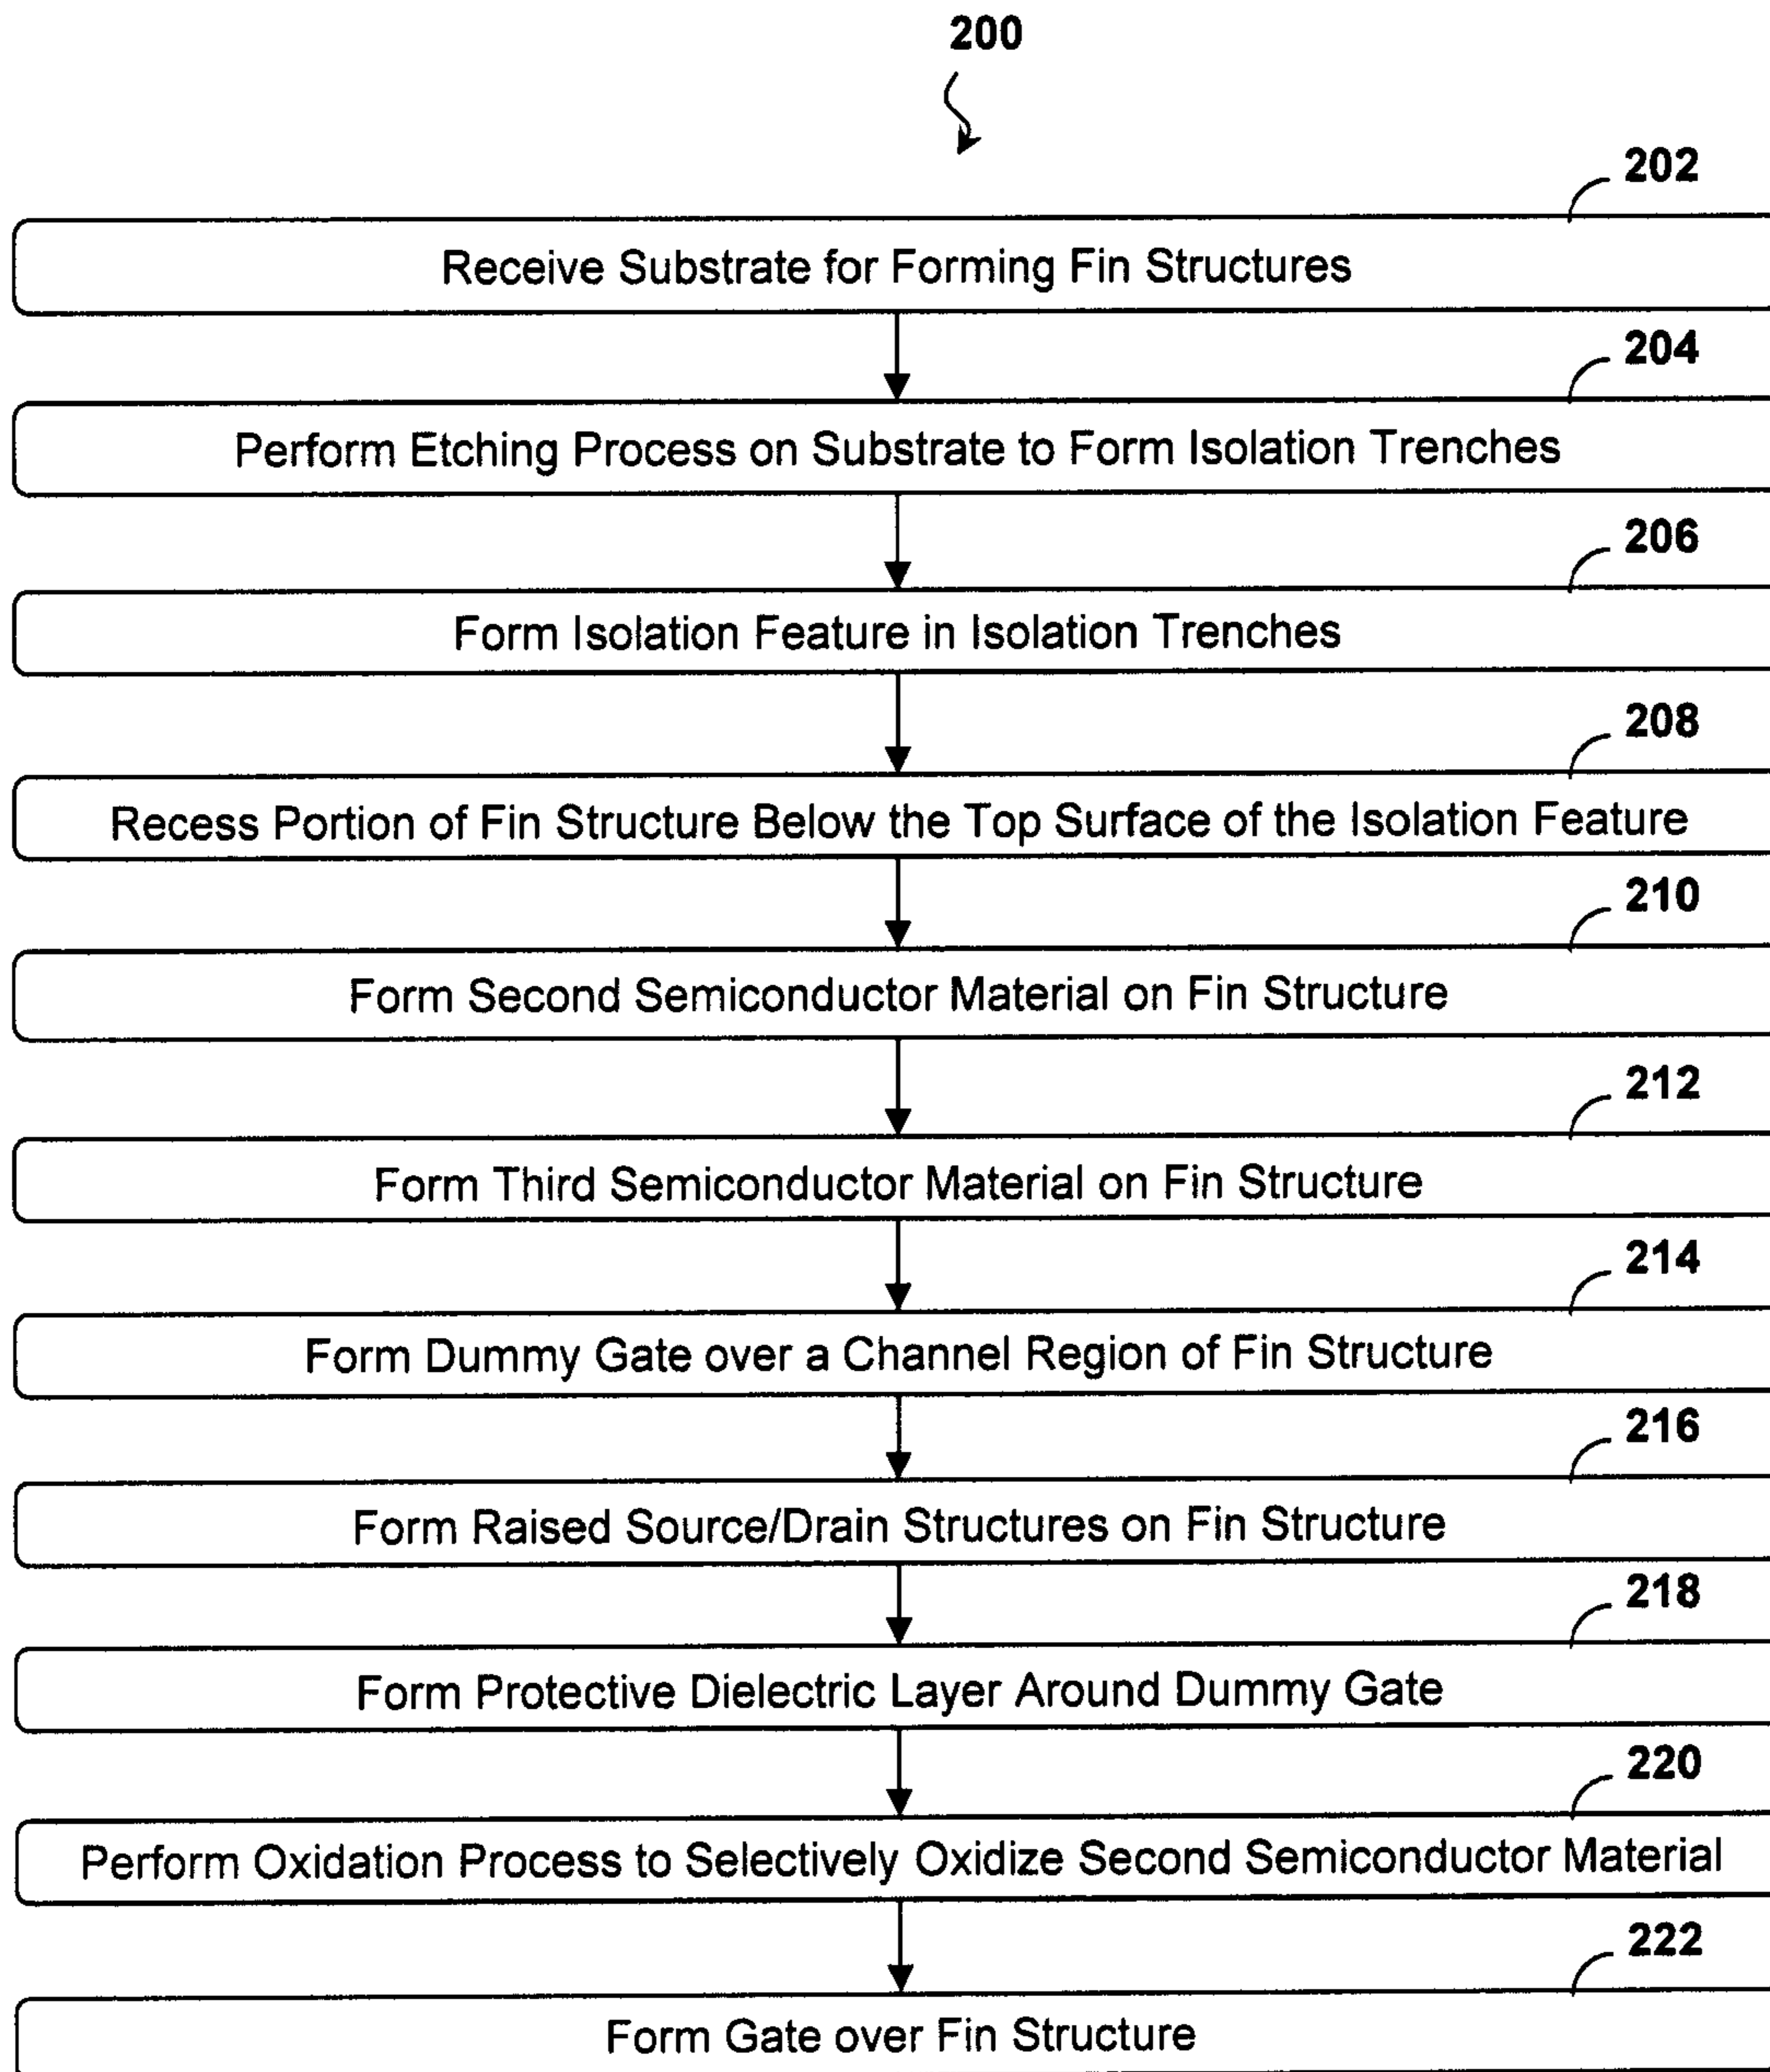 200
202
Receive Substrate for Forming Fin Structures
204
Perform Etching Process on Substrate to Form Isolation Trenches
206
Form Isolation Feature in Isolation Trenches
208
Recess Portion of Fin Structure Below the Top Surface of the Isolation Feature
210
Form Second Semiconductor Material on Fin Structure
212
Form Third Semiconductor Material on Fin Structure
214
Form Dummy Gate over a Channel Region of Fin Structure
216
Form Raised Source/Drain Structures on Fin Structure
218
Form Protective Dielectric Layer Around Dummy Gate
220
Perform Oxidation Process to Selectively Oxidize Second Semiconductor Material
222
Form Gate over Fin Structure